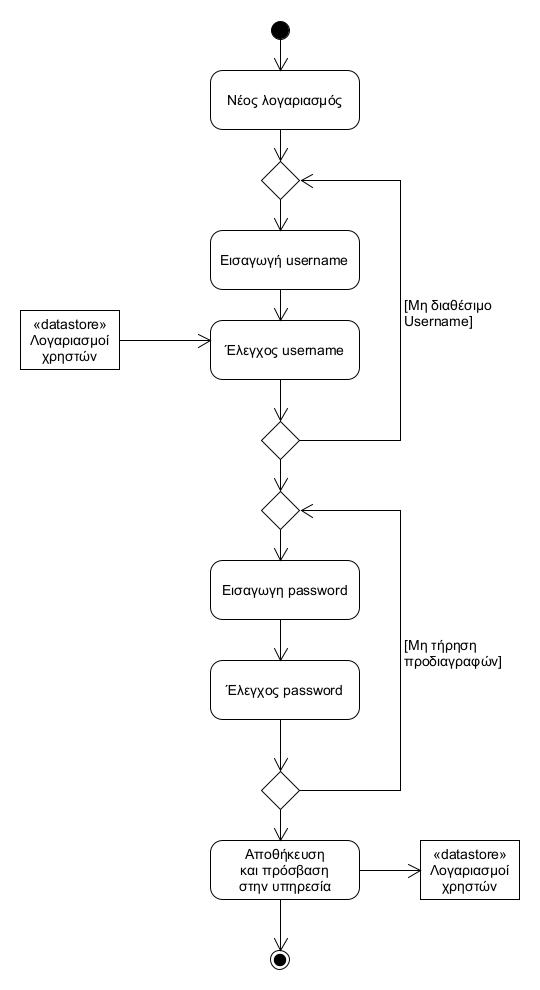 Νέος λογαριασμός
Εισαγωγή username
[Μη διαθέσιμο
Username]
«datastore»
Λογαριασμοί
χρηστών
Έλεγχος username
Εισαγωγη password
[Μη τήρηση
προδιαγραφών]
Έλεγχος password
Αποθήκευση
και πρόσβαση
στην υπηρεσία
«datastore»
Λογαριασμοί
χρηστών